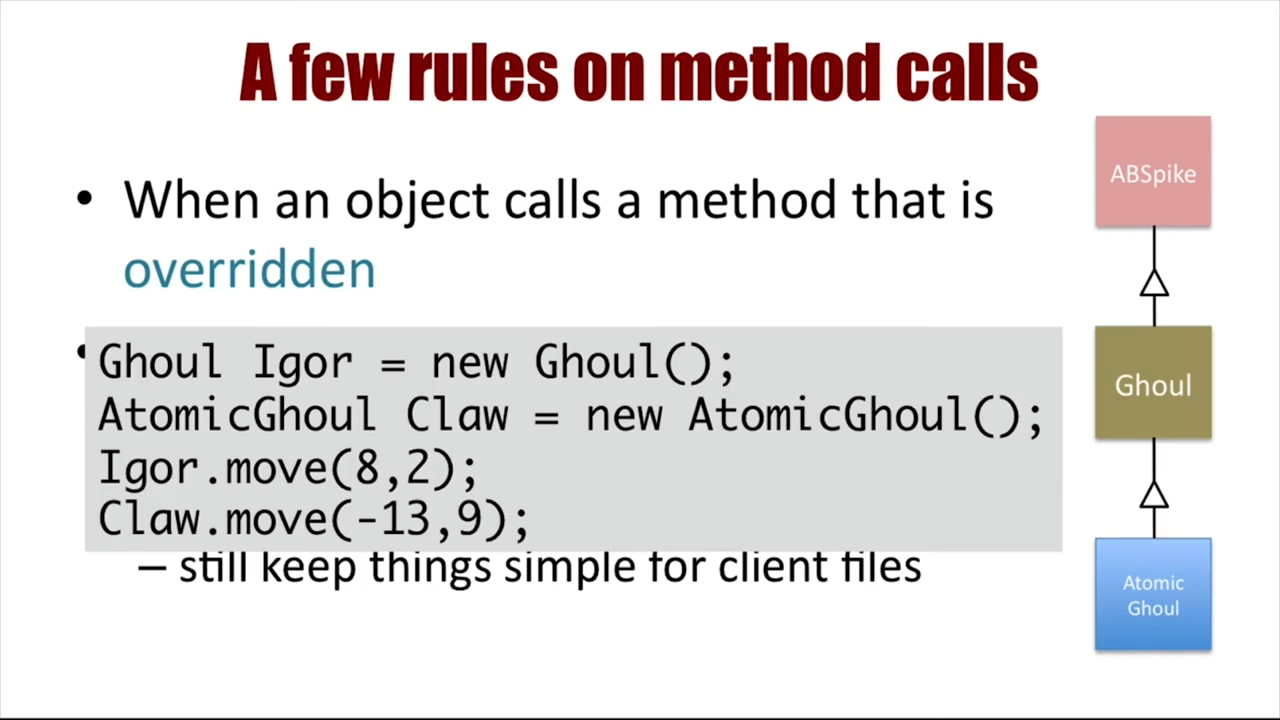 A few rules on method calls
• When an object calls a method that is
overridden
•
Ghoul Igor = new Ghoul();
AtomicGhoul Claw = new AtomicGhoul();
Igor.move(8,2);
Claw.move(-13,9);
– still keep things simple for client files
ABSpike
Ghoul
Atomic
Ghoul